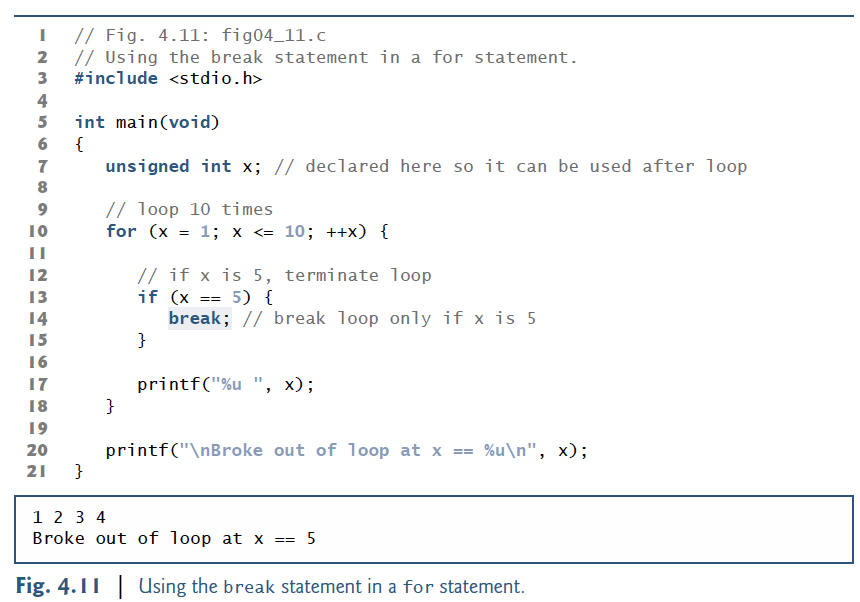 1 // Fig. 4.11: fig04_11.c
2 // Using the break statement in a for statement.
3 #include <stdio.h>
4
5 int main(void)
6 {
7    unsigned int x; // declared here so it can be used after loop
8
9    // loop 10 times
10    for (x = 1; x <= 10; ++x) {
11
12       // if x is 5, terminate loop
13       if (x == 5) {
14          break; // break loop only if x is 5
15       }
16
17       printf("%u ", x);
18    }
19
20    printf("\nBroke out of loop at x == %u\n", x);
21 }
1 2 3 4
Broke out of loop at x == 5
Fig. 4.11 | Using the break statement in a for statement.